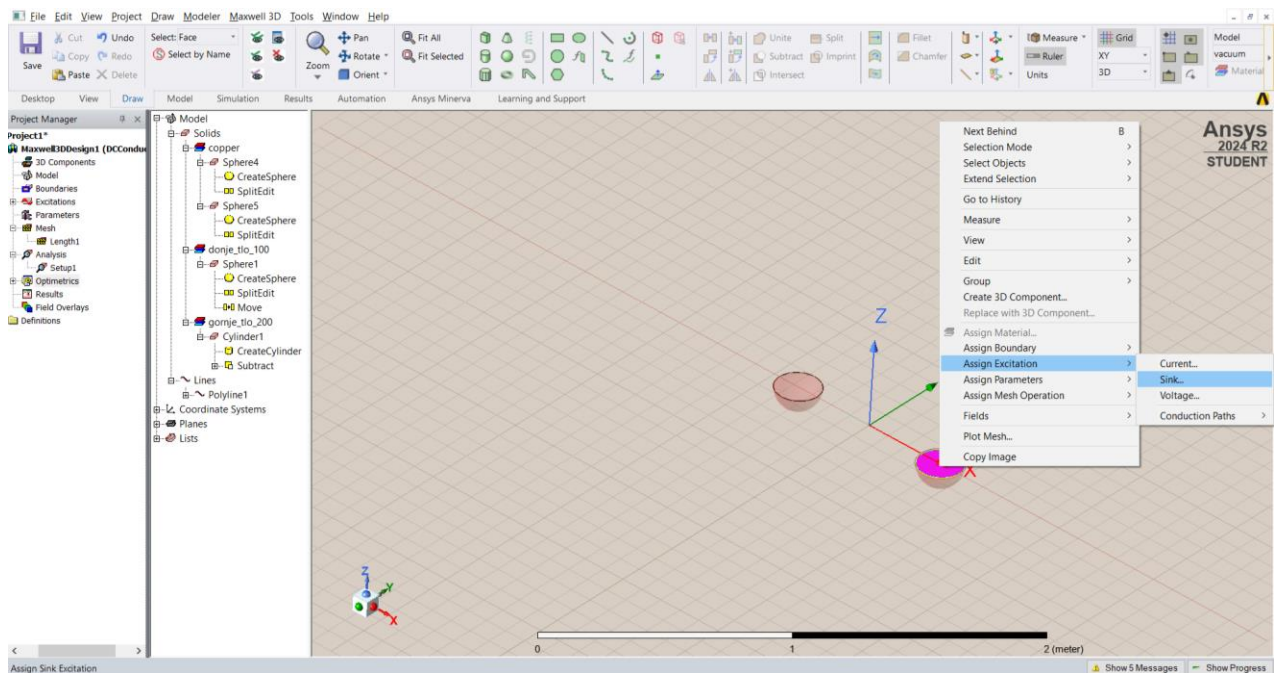 File Edit View Project Draw Modeler Maxwell 3D Tools Window Help
Save
Cut
Copy
Paste
Undo
Redo
Delete
Select: Face
Select by Name
Zoom
Pan
Rotate
Orient
Fit All
Fit Selected
Unite
Subtract
Intersect
Split
Imprint
Fillet
Chamfer
Measure
Ruler
Units
Grid
XY
3D
Model
vacuum
Material
Desktop View Draw Model Simulation Results Automation Ansys Minerva Learning and Support
Project Manager
Project1*
Maxwell3DDesign1 (DCCondu
3D Components
Model
Boundaries
Excitations
Parameters
Mesh
Length1
Analysis
Setup1
Optimetrics
Results
Field Overlays
Definitions
Model
Solids
copper
Sphere4
CreateSphere
SplitEdit
Sphere5
CreateSphere
SplitEdit
donje_tlo_100
Sphere1
CreateSphere
SplitEdit
Move
gornje_tlo_200
Cylinder1
CreateCylinder
Subtract
Lines
Polyline1
Coordinate Systems
Planes
Lists
Ansys
2024 R2
STUDENT
Next Behind B
Selection Mode
Select Objects
Extend Selection
Go to History
Measure
View
Edit
Group
Create 3D Component...
Replace with 3D Component...
Assign Material...
Assign Boundary
Assign Excitation
Assign Parameters
Assign Mesh Operation
Fields
Plot Mesh...
Copy Image
Current...
Sink...
Voltage...
Conduction Paths
Z
X
Z
Y
X
0 1 2 (meter)
Assign Sink Excitation
Show 5 Messages
Show Progress